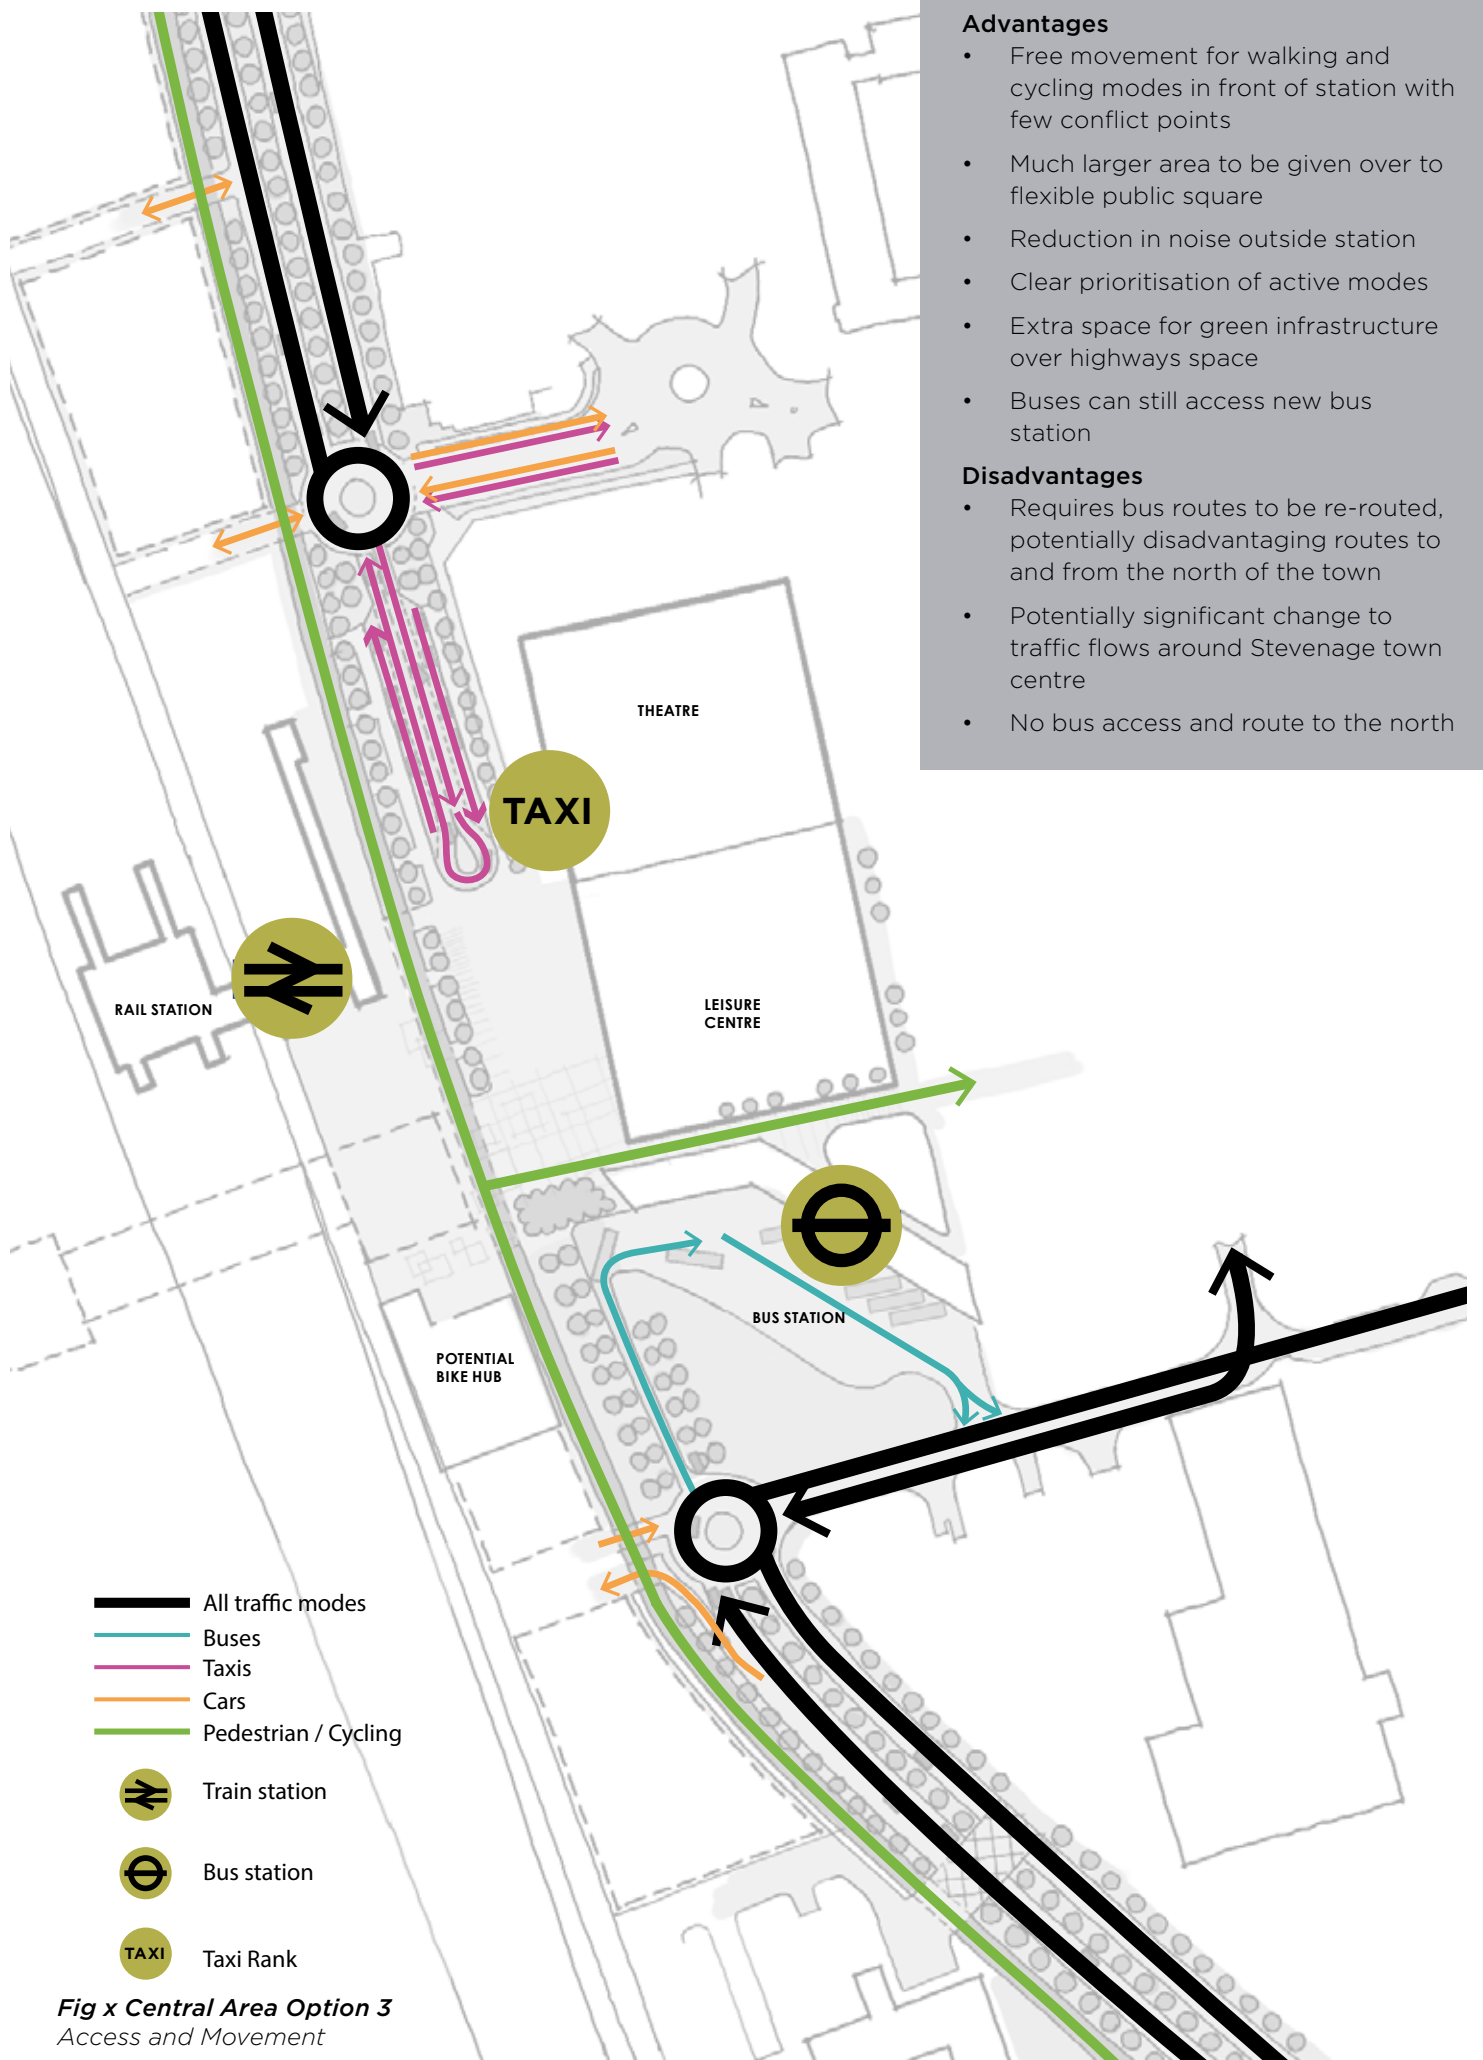 Advantages
• Free movement for walking and
cycling modes in front of station with
few conflict points
• Much larger area to be given over to
flexible public square
• Reduction in noise outside station
• Clear prioritisation of active modes
• Extra space for green infrastructure
over highways space
• Buses can still access new bus
station
Disadvantages
• Requires bus routes to be re-routed,
potentially disadvantaging routes to
and from the north of the town
• Potentially significant change to
traffic flows around Stevenage town
centre
• No bus access and route to the north
THEATRE
TAXI
RAIL STATION
LEISURE
CENTRE
BUS STATION
POTENTIAL
BIKE HUB
All traffic modes
Buses
Taxis
Cars
Pedestrian / Cycling
Train station
Bus station
TAXI
Taxi Rank
Fig x Central Area Option 3
Access and Movement